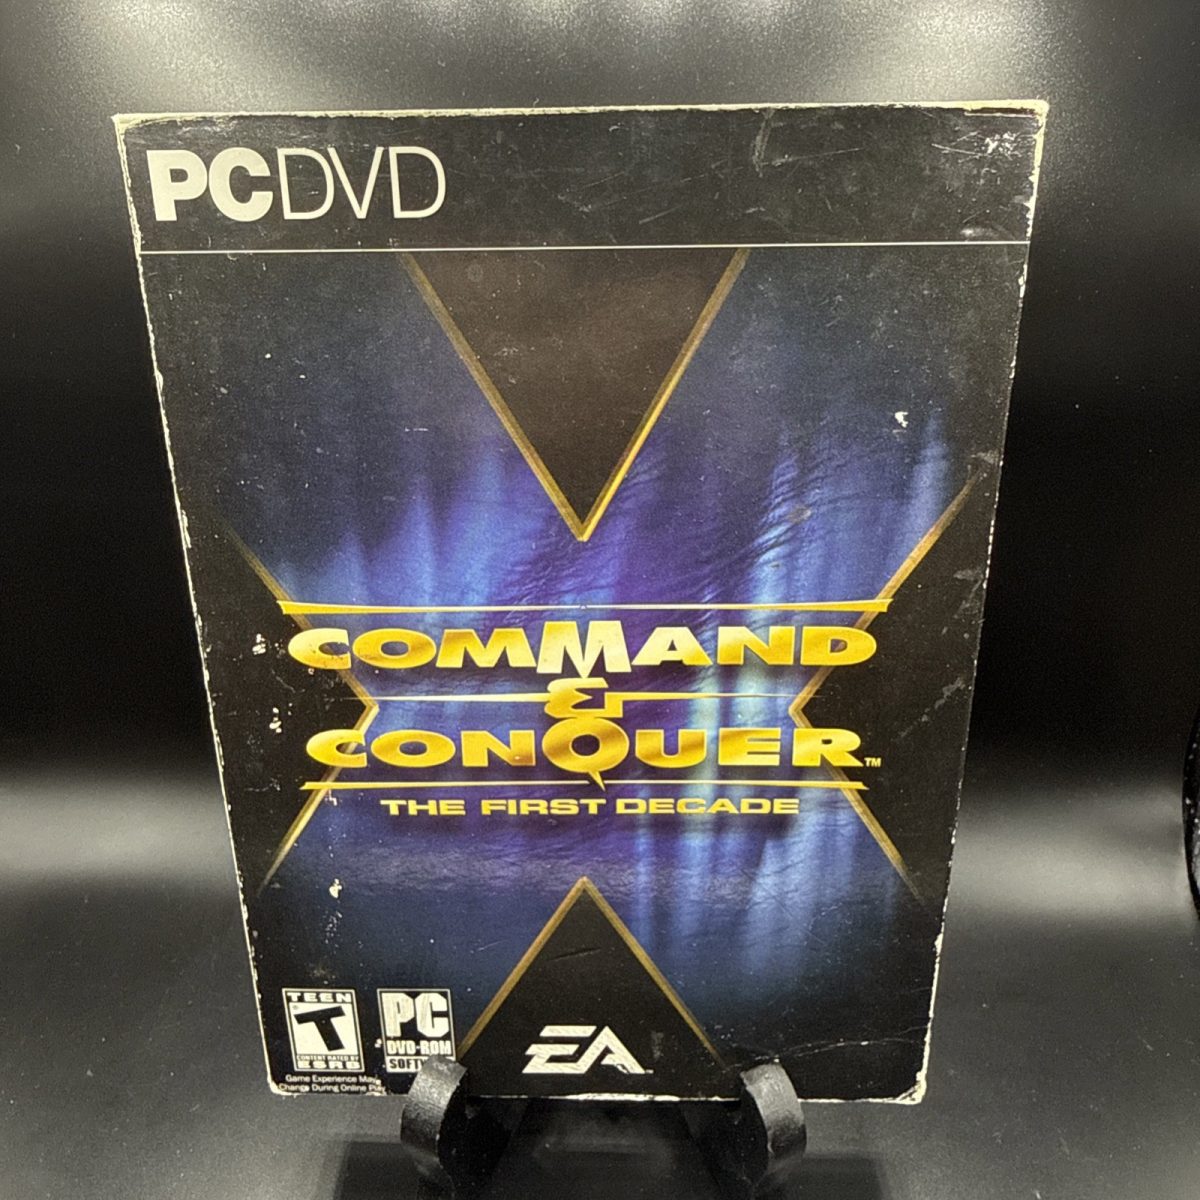 PCDVD
COMMAND
&
CONQUER™
THE FIRST DECADE
TEEN
T
CONTENT RATED BY
ESRB
Game Experience May
Change During Online
PC
DVD-ROM
EA™